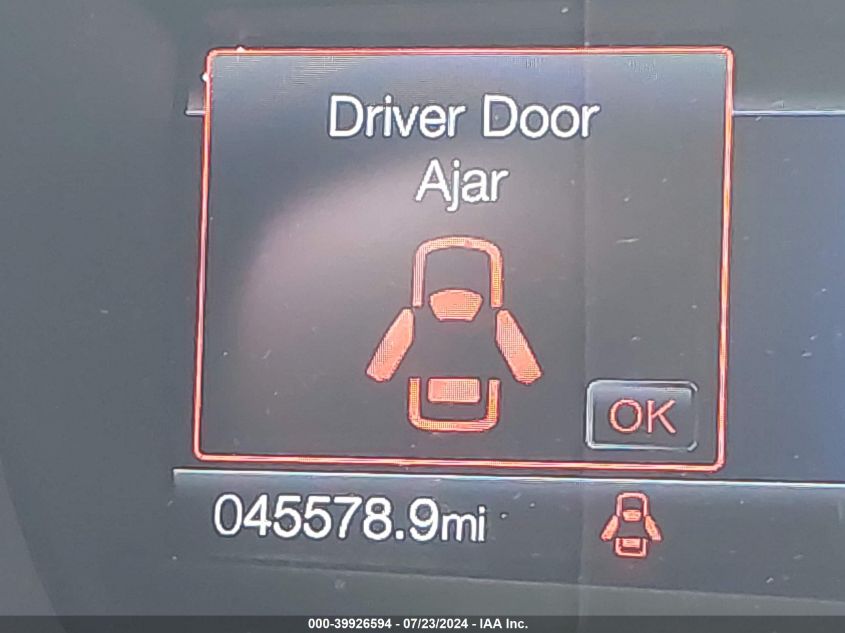 Driver Door
Ajar
OK
045578.9mi
000-39926594 - 07/23/2024 - IAA Inc.